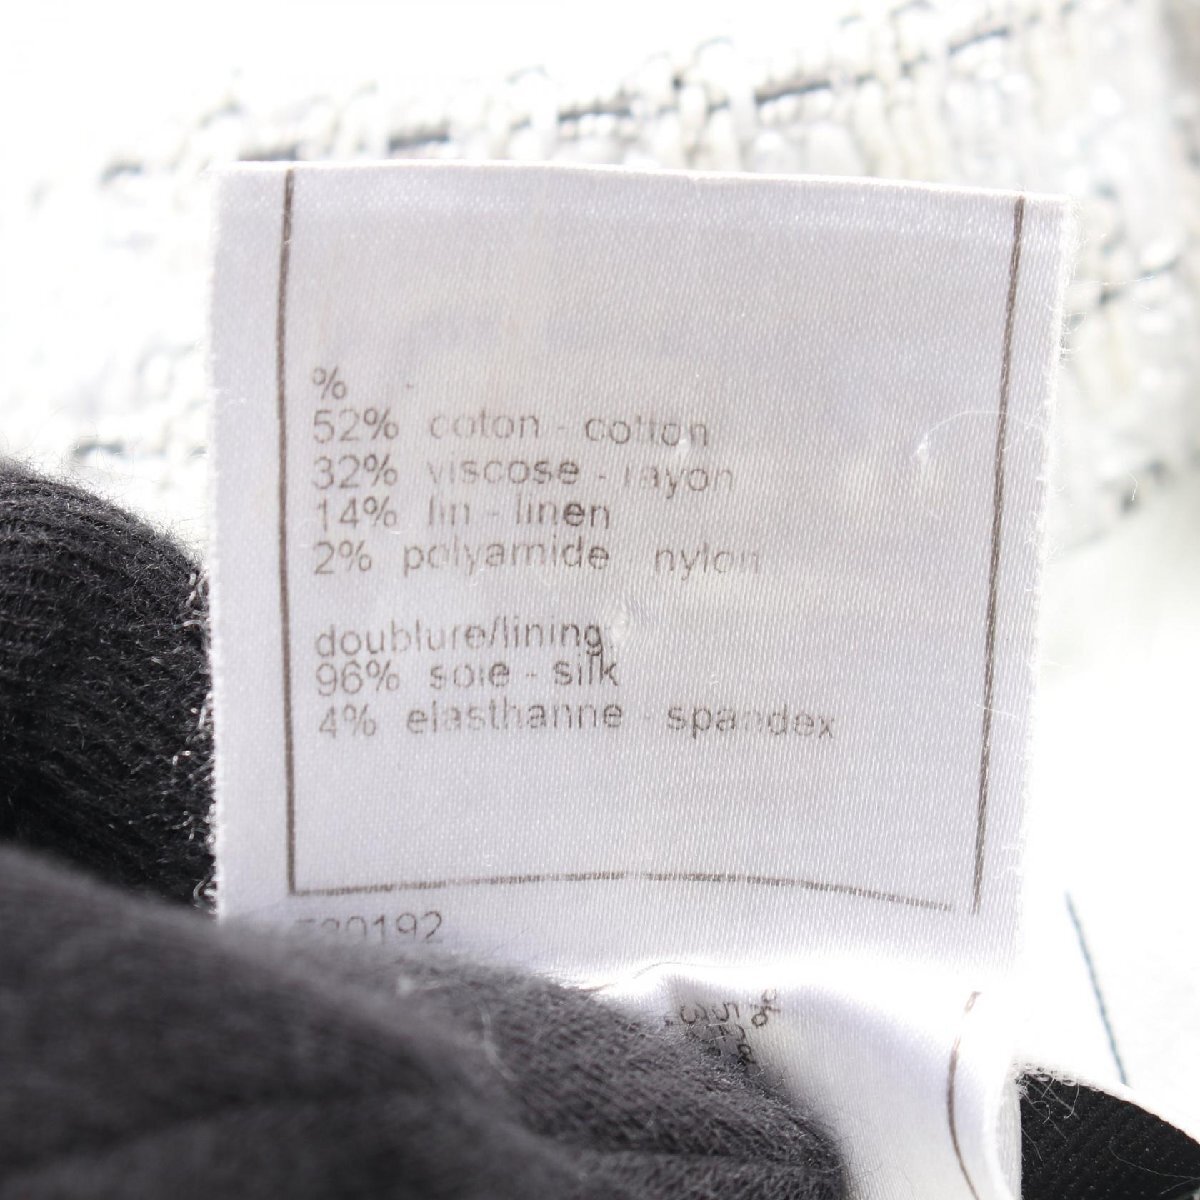 %
52% coton - cotton
32% viscose - rayon
14% lin - linen
2% polyamide nylon
doublure/lining
96% soie - silk
4% elasthanne - spandex